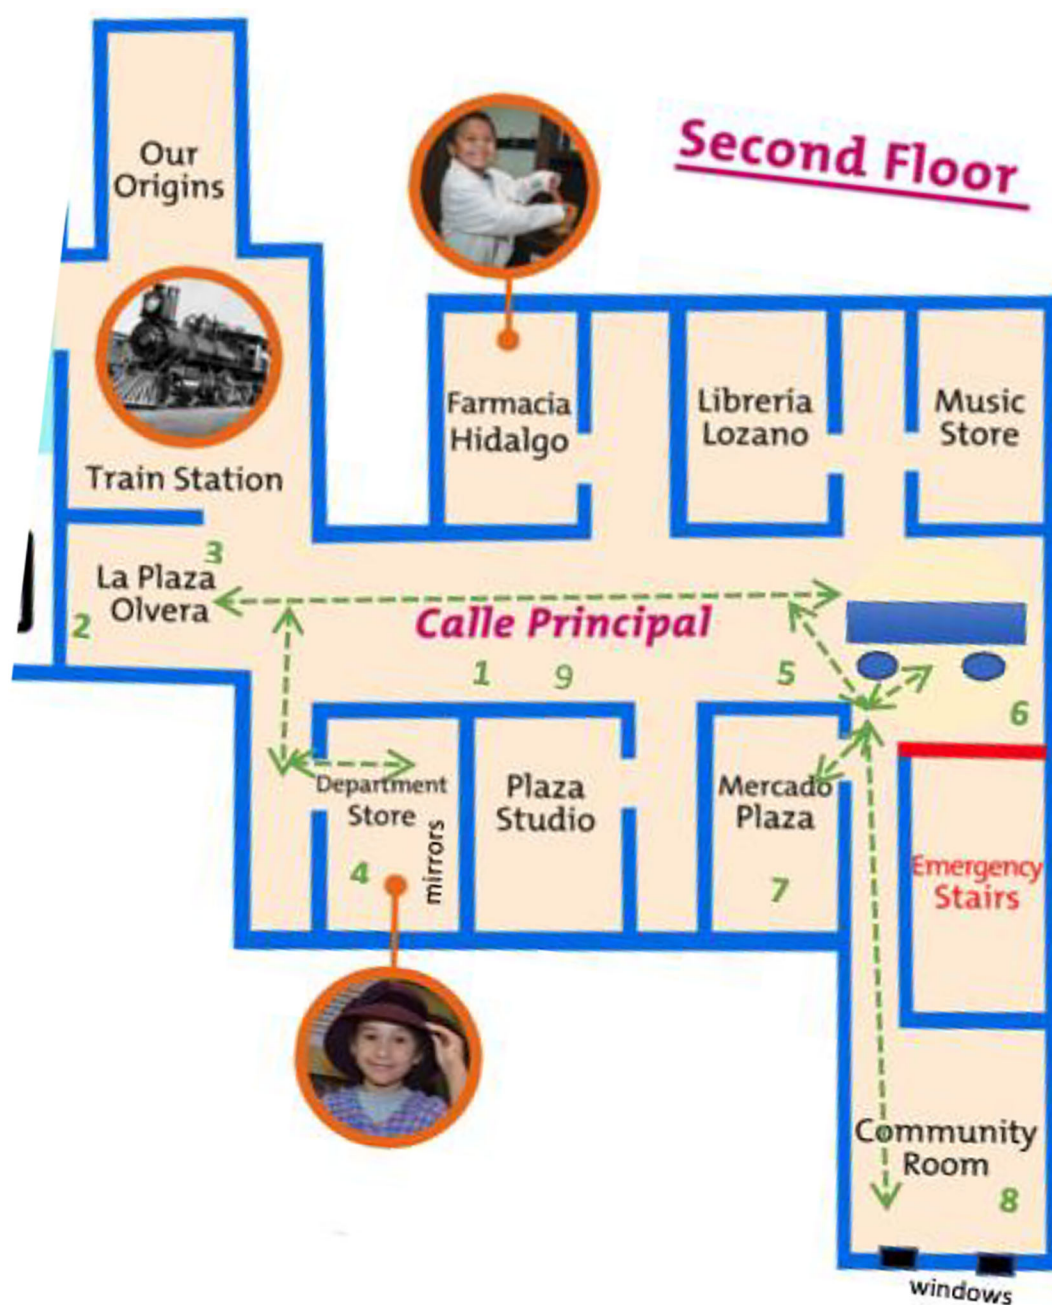 Second Floor
Our
Origins
Farmacia
Hidalgo
Librería
Lozano
Music
Store
Train Station
3
La Plaza
Olvera
2
Calle Principal
1
9
5
6
Department
Store
mirrors
4
Plaza
Studio
Mercado
Plaza
7
Emergency
Stairs
Community
Room
8
windows